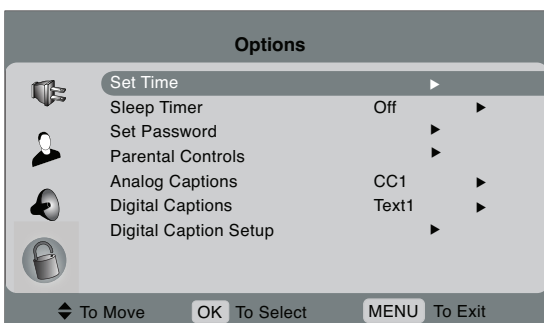 Options
Set Time
Sleep Timer Off
Set Password
Parental Controls
Analog Captions CC1
Digital Captions Text1
Digital Caption Setup
To Move OK To Select MENU To Exit